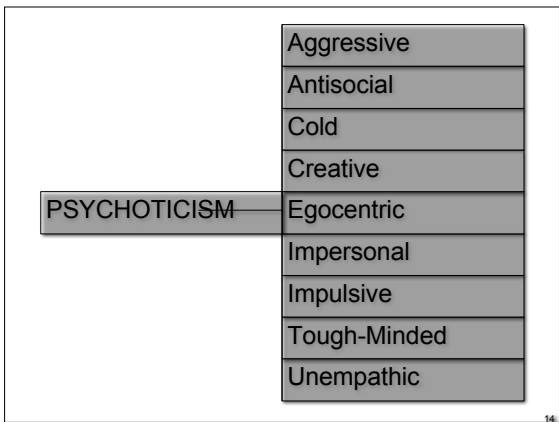 Aggressive
Antisocial
Cold
Creative
PSYCHOTICISM
Egocentric
Impersonal
Impulsive
Tough-Minded
Unempathic
14